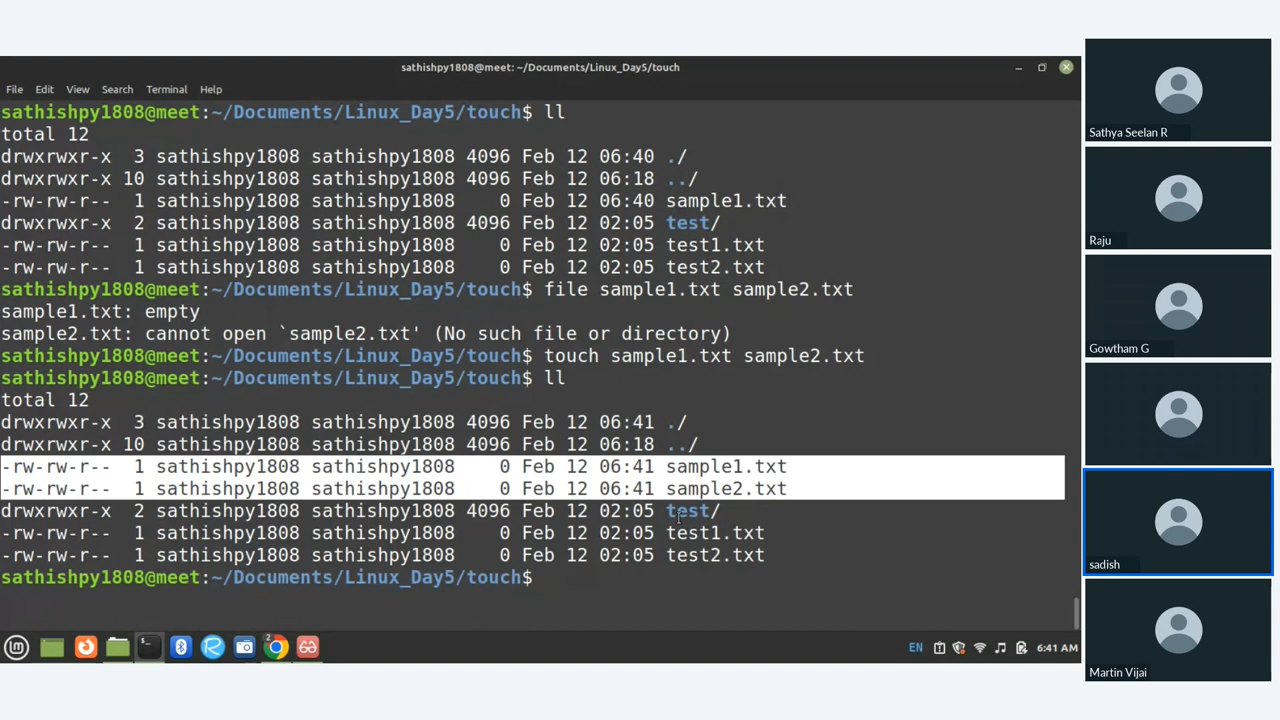 sathishpy1808@meet: ~/Documents/Linux_Day5/touch
File Edit View Search Terminal Help
sathishpy1808@meet:~/Documents/Linux_Day5/touch$ ll
total 12
drwxrwxr-x 3 sathishpy1808 sathishpy1808 4096 Feb 12 06:40 ./
drwxrwxr-x 10 sathishpy1808 sathishpy1808 4096 Feb 12 06:18 ../
-rw-rw-r-- 1 sathishpy1808 sathishpy1808 0 Feb 12 06:40 sample1.txt
drwxrwxr-x 2 sathishpy1808 sathishpy1808 4096 Feb 12 02:05 test/
-rw-rw-r-- 1 sathishpy1808 sathishpy1808 0 Feb 12 02:05 test1.txt
-rw-rw-r-- 1 sathishpy1808 sathishpy1808 0 Feb 12 02:05 test2.txt
sathishpy1808@meet:~/Documents/Linux_Day5/touch$ file sample1.txt sample2.txt
sample1.txt: empty
sample2.txt: cannot open `sample2.txt' (No such file or directory)
sathishpy1808@meet:~/Documents/Linux_Day5/touch$ touch sample1.txt sample2.txt
sathishpy1808@meet:~/Documents/Linux_Day5/touch$ ll
total 12
drwxrwxr-x 3 sathishpy1808 sathishpy1808 4096 Feb 12 06:41 ./
drwxrwxr-x 10 sathishpy1808 sathishpy1808 4096 Feb 12 06:18 ../
-rw-rw-r-- 1 sathishpy1808 sathishpy1808 0 Feb 12 06:41 sample1.txt
-rw-rw-r-- 1 sathishpy1808 sathishpy1808 0 Feb 12 06:41 sample2.txt
drwxrwxr-x 2 sathishpy1808 sathishpy1808 4096 Feb 12 02:05 test/
-rw-rw-r-- 1 sathishpy1808 sathishpy1808 0 Feb 12 02:05 test1.txt
-rw-rw-r-- 1 sathishpy1808 sathishpy1808 0 Feb 12 02:05 test2.txt
sathishpy1808@meet:~/Documents/Linux_Day5/touch$
2
EN 6:41 AM
Sathya Seelan R
Raju
Gowtham G
sadish
Martin Vijai